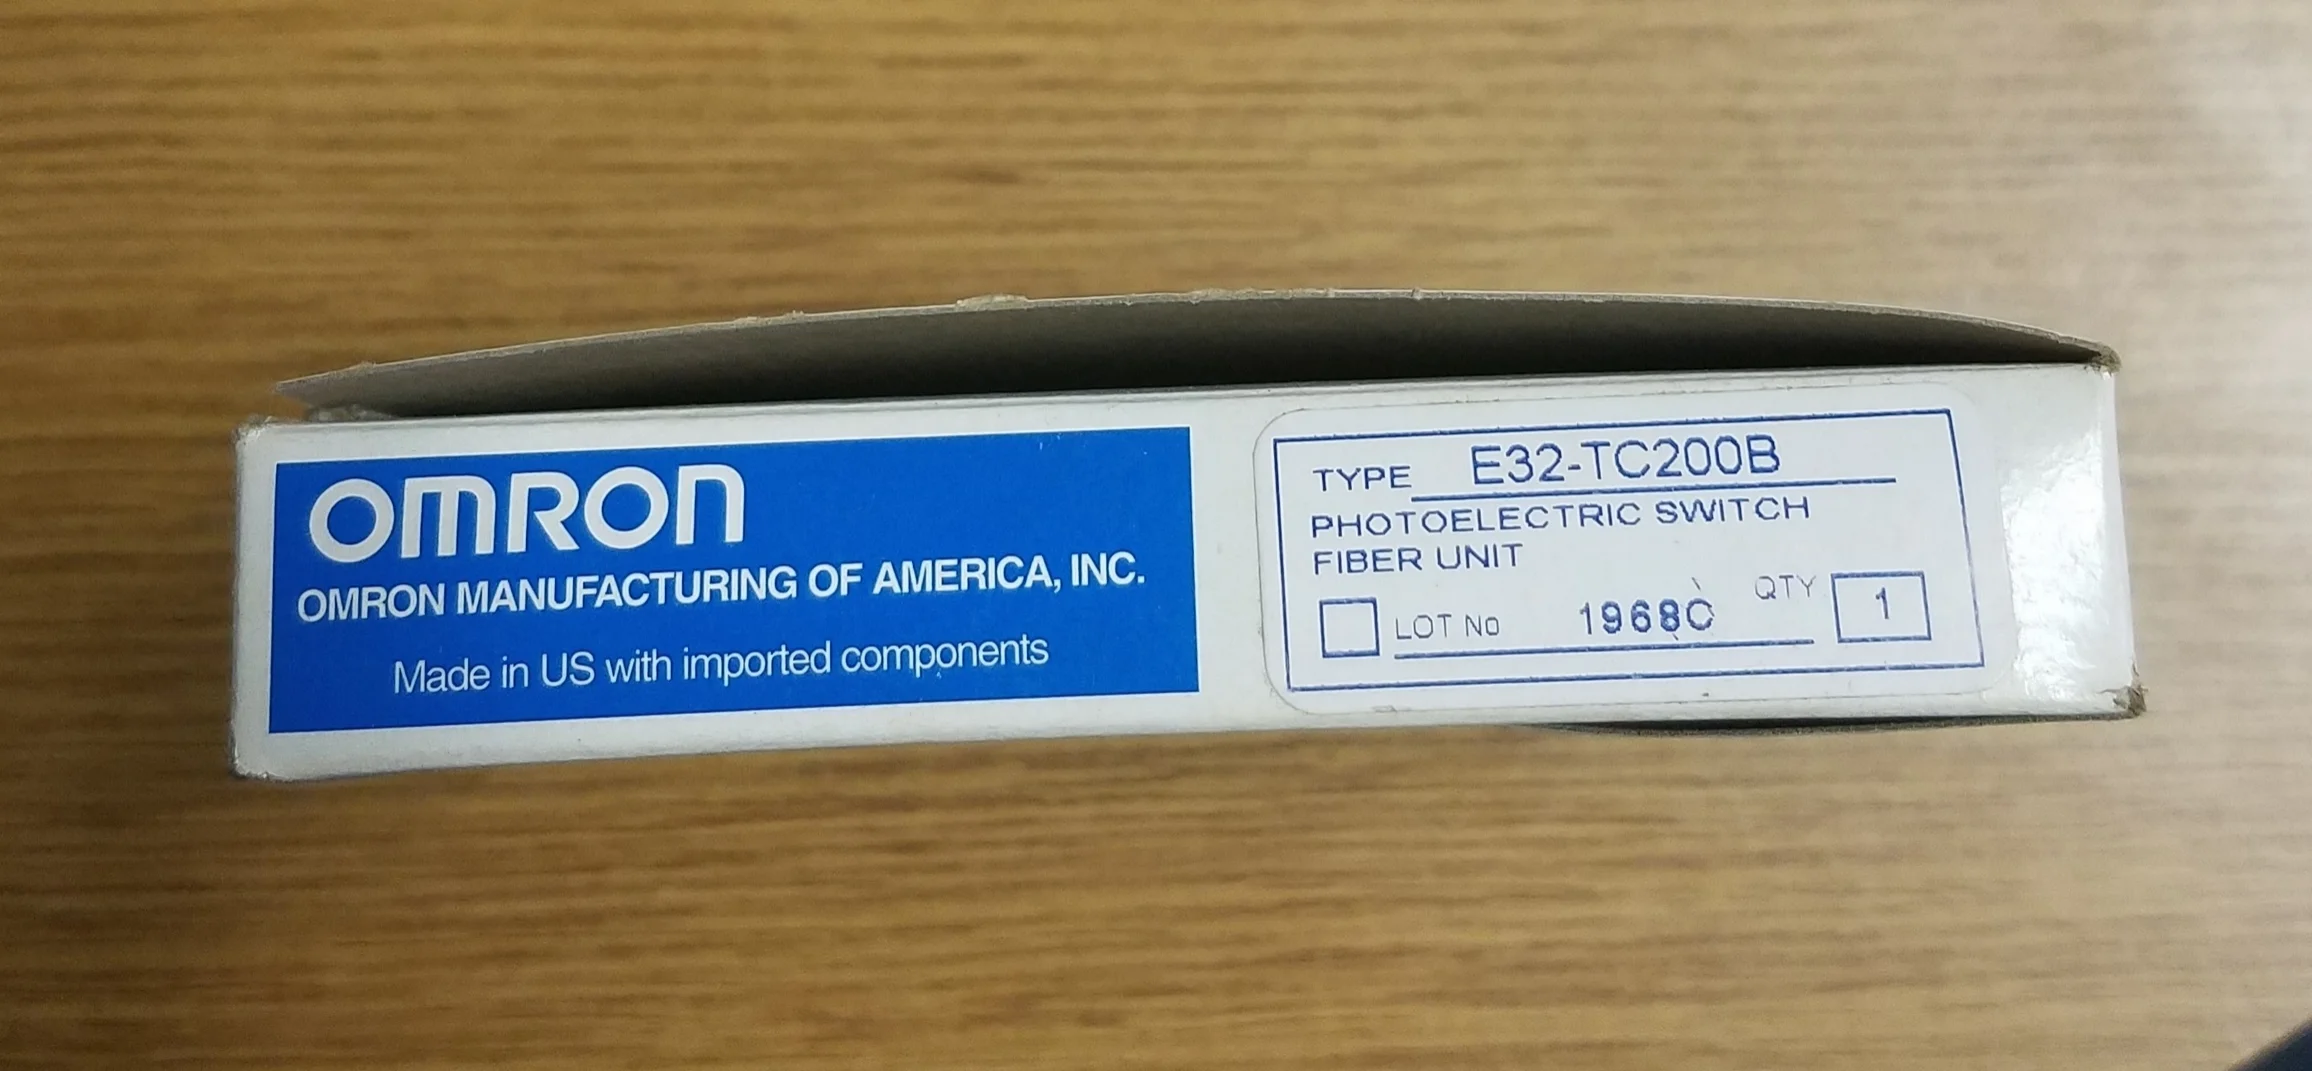 OMRON
OMRON MANUFACTURING OF AMERICA, INC.
Made in US with imported components
TYPE E32-TC200B
PHOTOELECTRIC SWITCH
FIBER UNIT
LOT No 1968C QTY 1